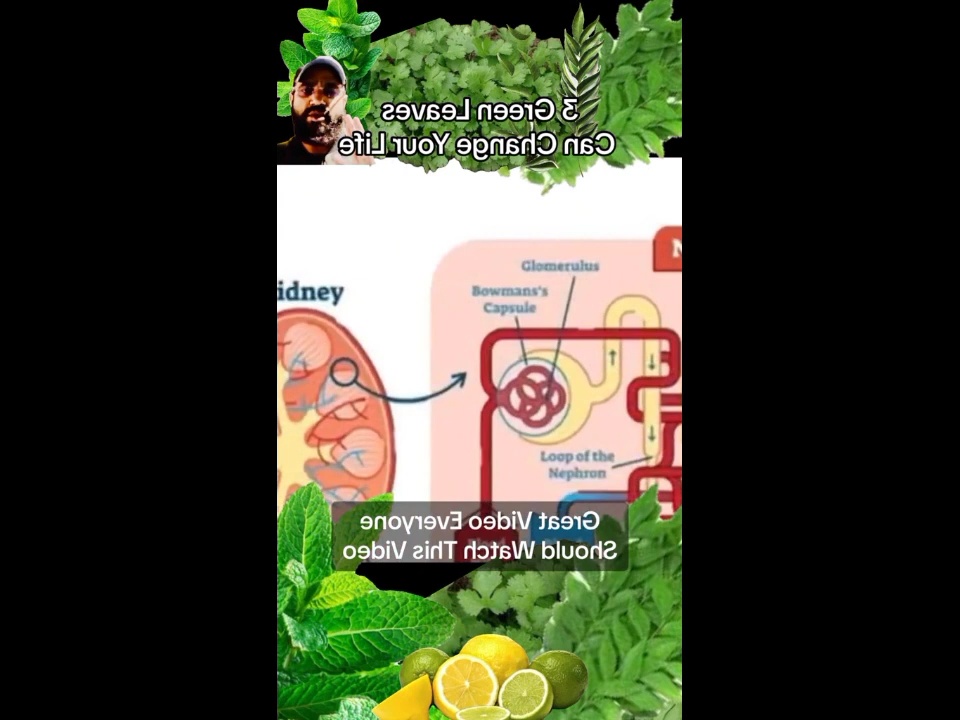 3 Green Leaves
Can Change Your Life
Glomerulus
Bowmans's
Capsule
idney
Loop of the
Nephron
Great Video Everyone
Should Watch This Video